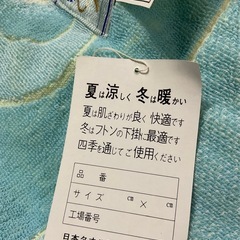 夏は涼しく 冬は暖かい
夏は肌ざわりが良く 快適です
冬はフトンの下掛に最適です
四季を通じてご使用ください
品番
サイズ cm × cm
工場番号
日本